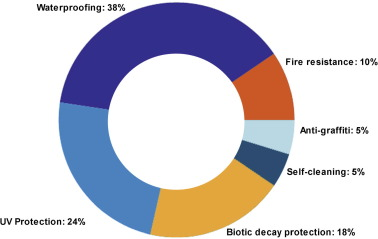 Waterproofing: 38%
Fire resistance: 10%
Anti-graffiti: 5%
Self-cleaning: 5%
UV Protection: 24%
Biotic decay protection: 18%